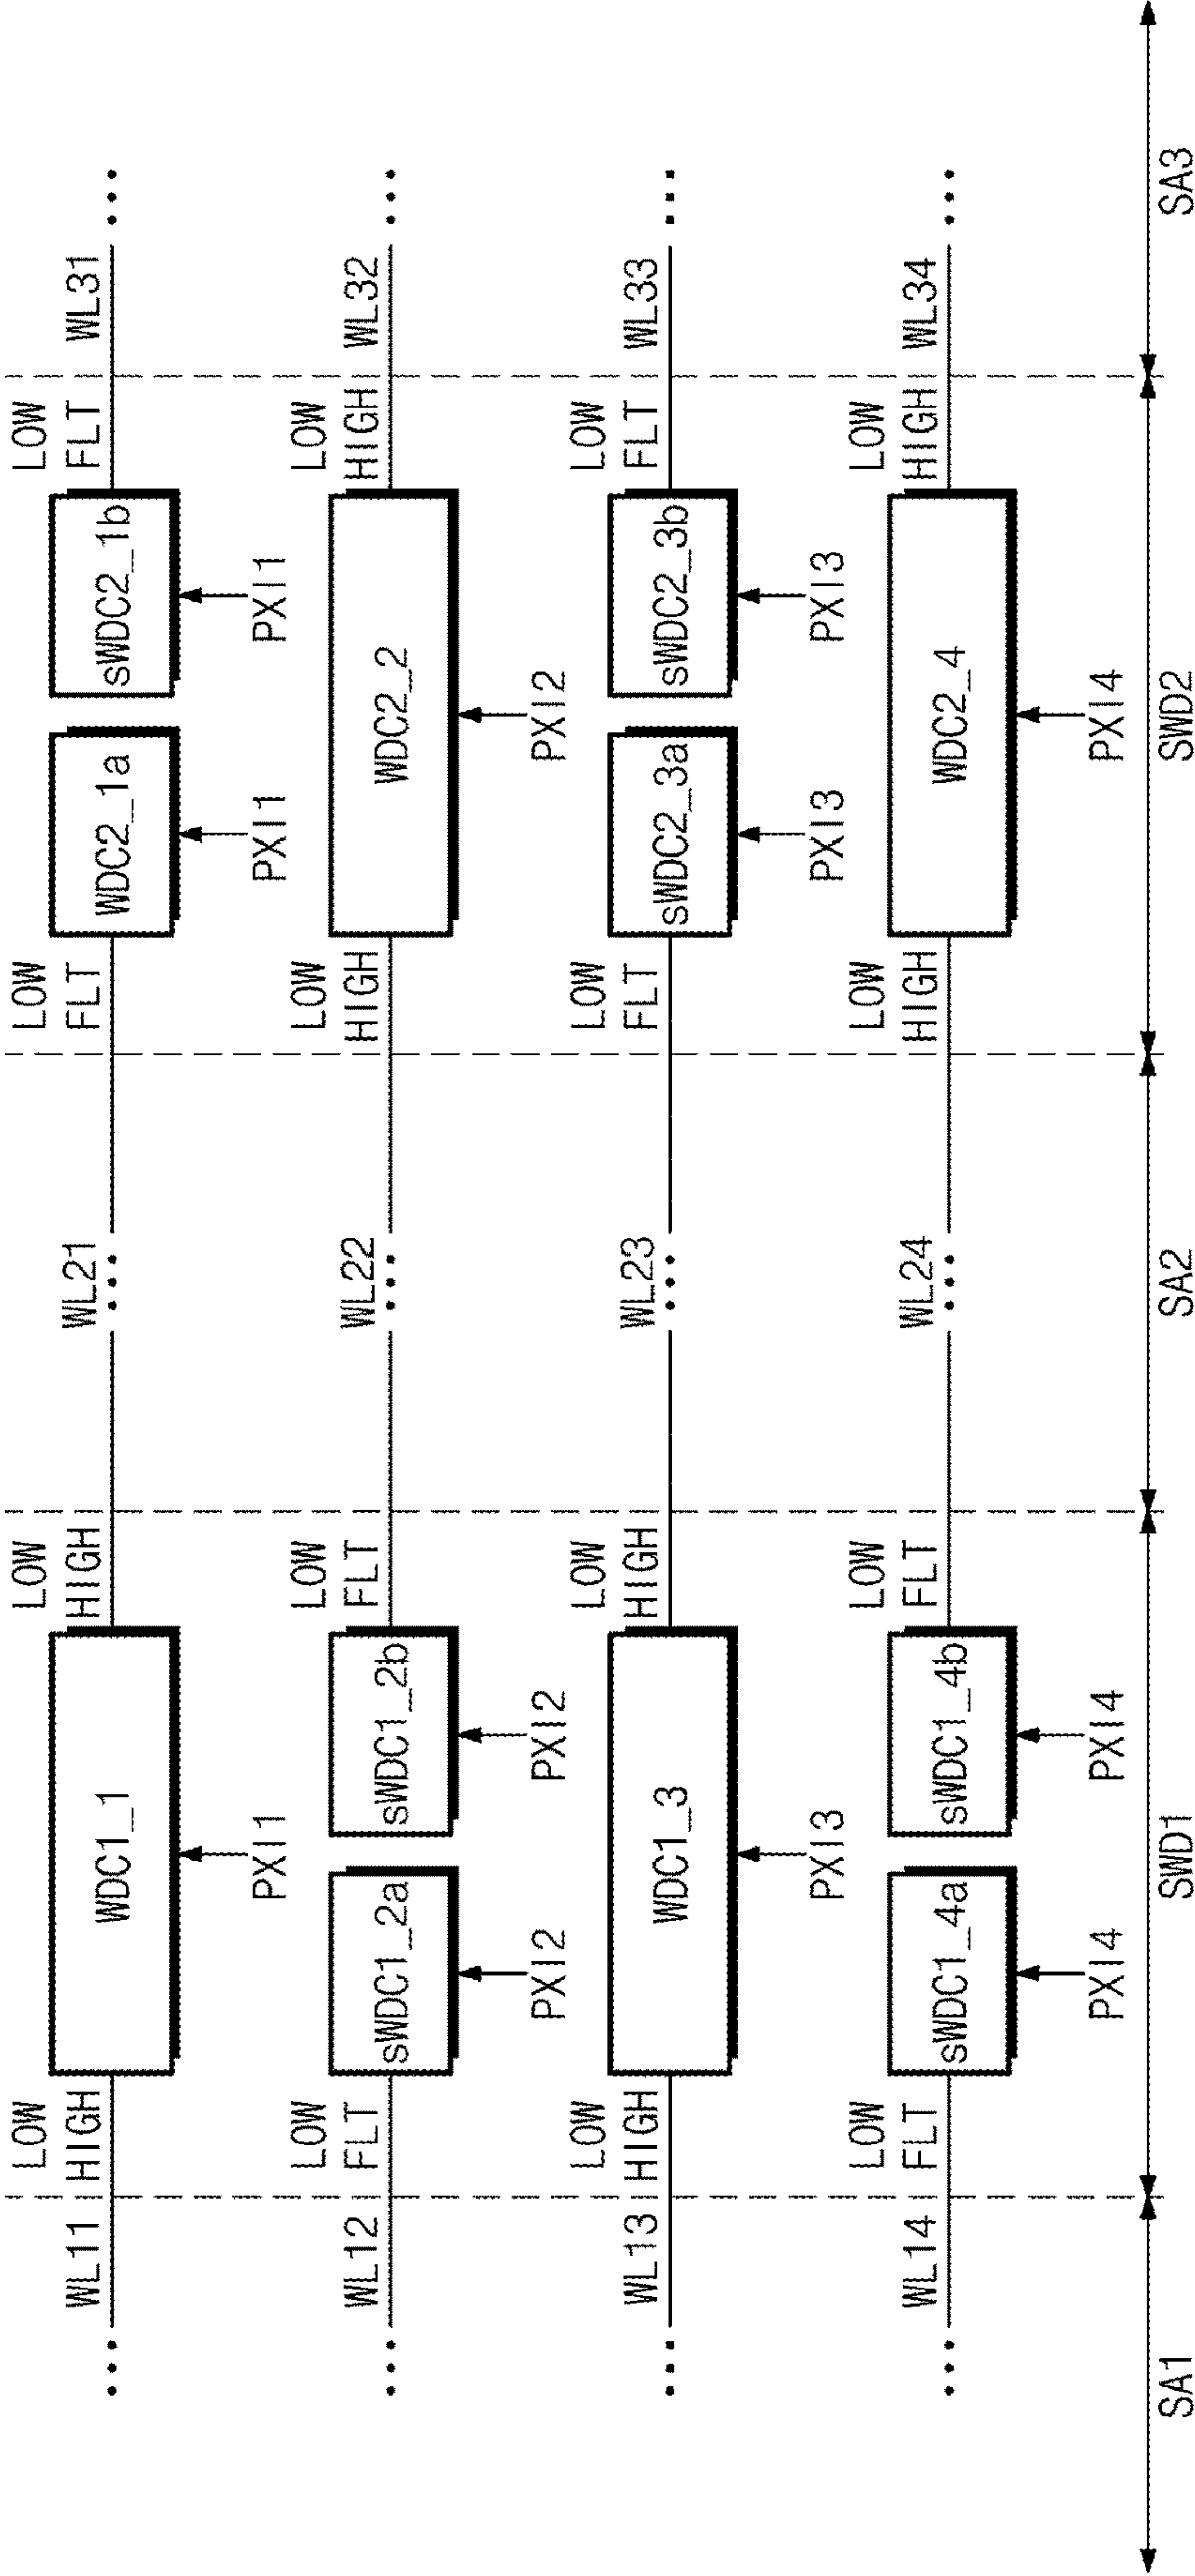 WL11
LOW
HIGH
WDC1_1
PXI1
LOW
HIGH
WL21
LOW
FLT
WDC2_1a
PXI1
sWDC2_1b
PXI1
LOW
FLT
WL31
WL12
LOW
FLT
sWDC1_2a
PXI2
sWDC1_2b
PXI2
LOW
FLT
WL22
LOW
HIGH
WDC2_2
PXI2
LOW
HIGH
WL32
WL13
LOW
HIGH
WDC1_3
PXI3
LOW
HIGH
WL23
LOW
FLT
sWDC2_3a
PXI3
sWDC2_3b
PXI3
LOW
FLT
WL33
WL14
LOW
FLT
sWDC1_4a
PXI4
sWDC1_4b
PXI4
LOW
FLT
WL24
LOW
HIGH
WDC2_4
PXI4
LOW
HIGH
WL34
SA1
SWD1
SA2
SWD2
SA3